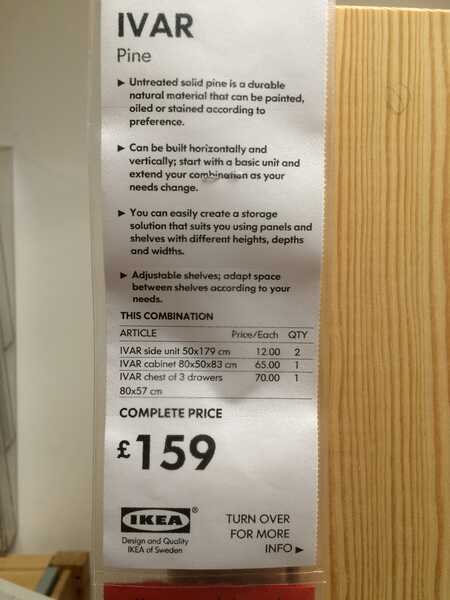 IVAR
Pine
► Untreated solid pine is a durable
natural material that can be painted,
oiled or stained according to
preference.
► Can be built horizontally and
vertically; start with a basic unit and
extend your combination as your
needs change.
► You can easily create a storage
solution that suits you using panels and
shelves with different heights, depths
and widths.
► Adjustable shelves; adapt space
between shelves according to your
needs.
THIS COMBINATION
ARTICLE Price/Each QTY
IVAR side unit 50x179 cm 12.00 2
IVAR cabinet 80x50x83 cm 65.00 1
IVAR chest of 3 drawers 70.00 1
80x57 cm
COMPLETE PRICE
£159
IKEA®
Design and Quality
IKEA of Sweden
TURN OVER
FOR MORE
INFO ►